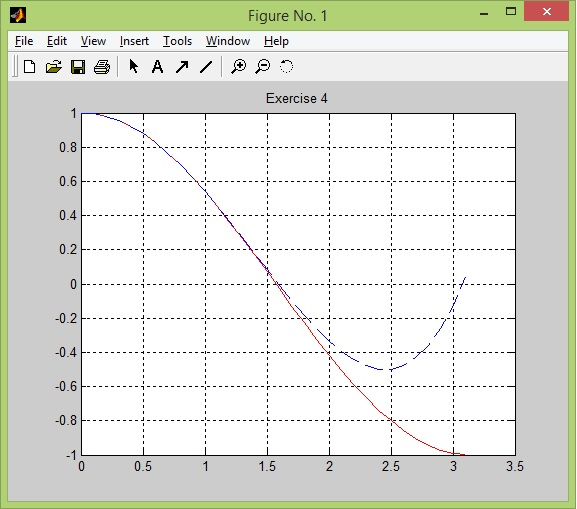 Figure No. 1
File Edit View Insert Tools Window Help
A
Exercise 4
1
0.8
0.6
0.4
0.2
0
-0.2
-0.4
-0.6
-0.8
-1
0 0.5 1 1.5 2 2.5 3 3.5